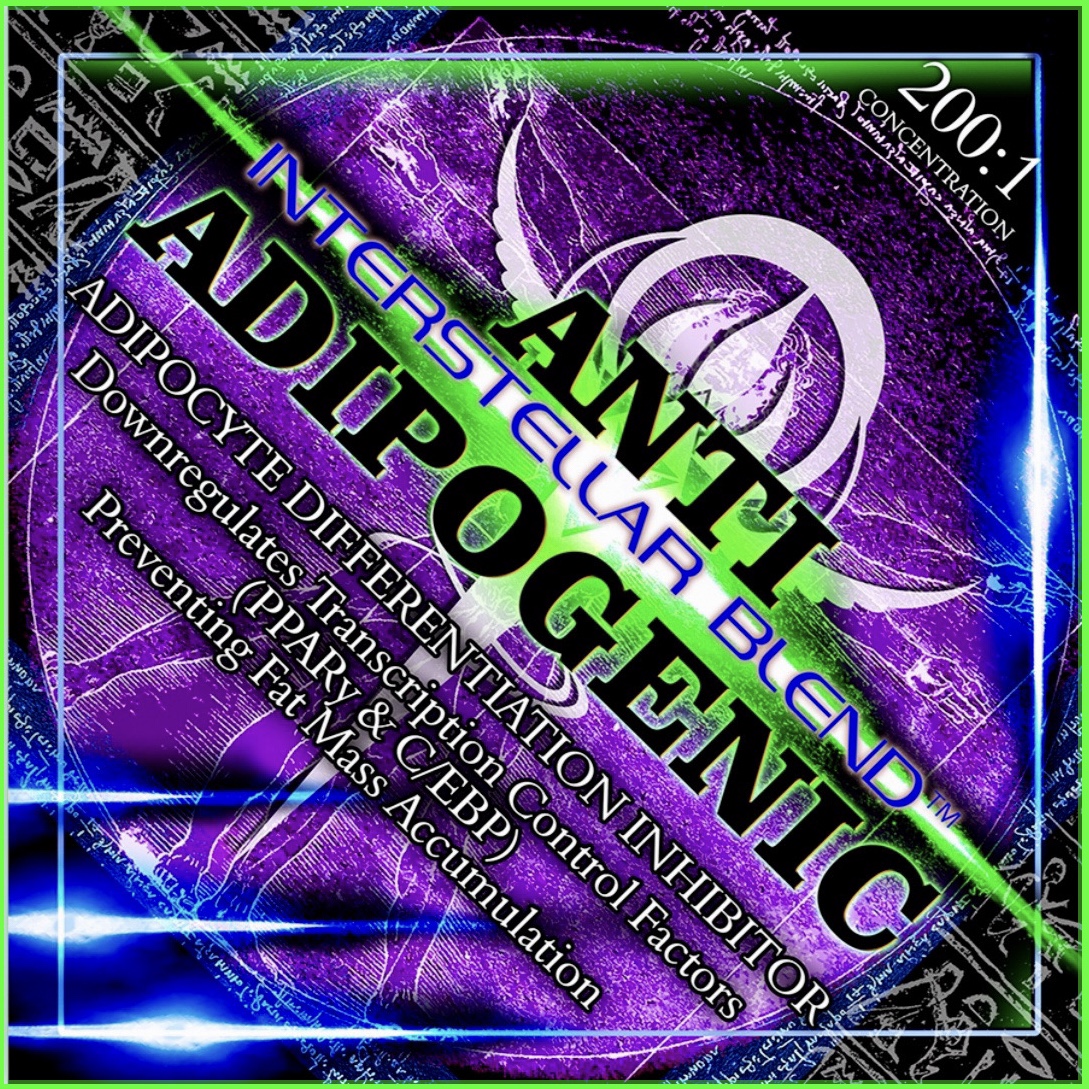 200:1
CONCENTRATION
INTERSTELLAR BLEND™
ANTI
ADIPOGENIC
ADIPOCYTE DIFFERENTIATION INHIBITOR
Downregulates Transcription Control Factors
(PPARy & C/EBP)
Preventing Fat Mass Accumulation